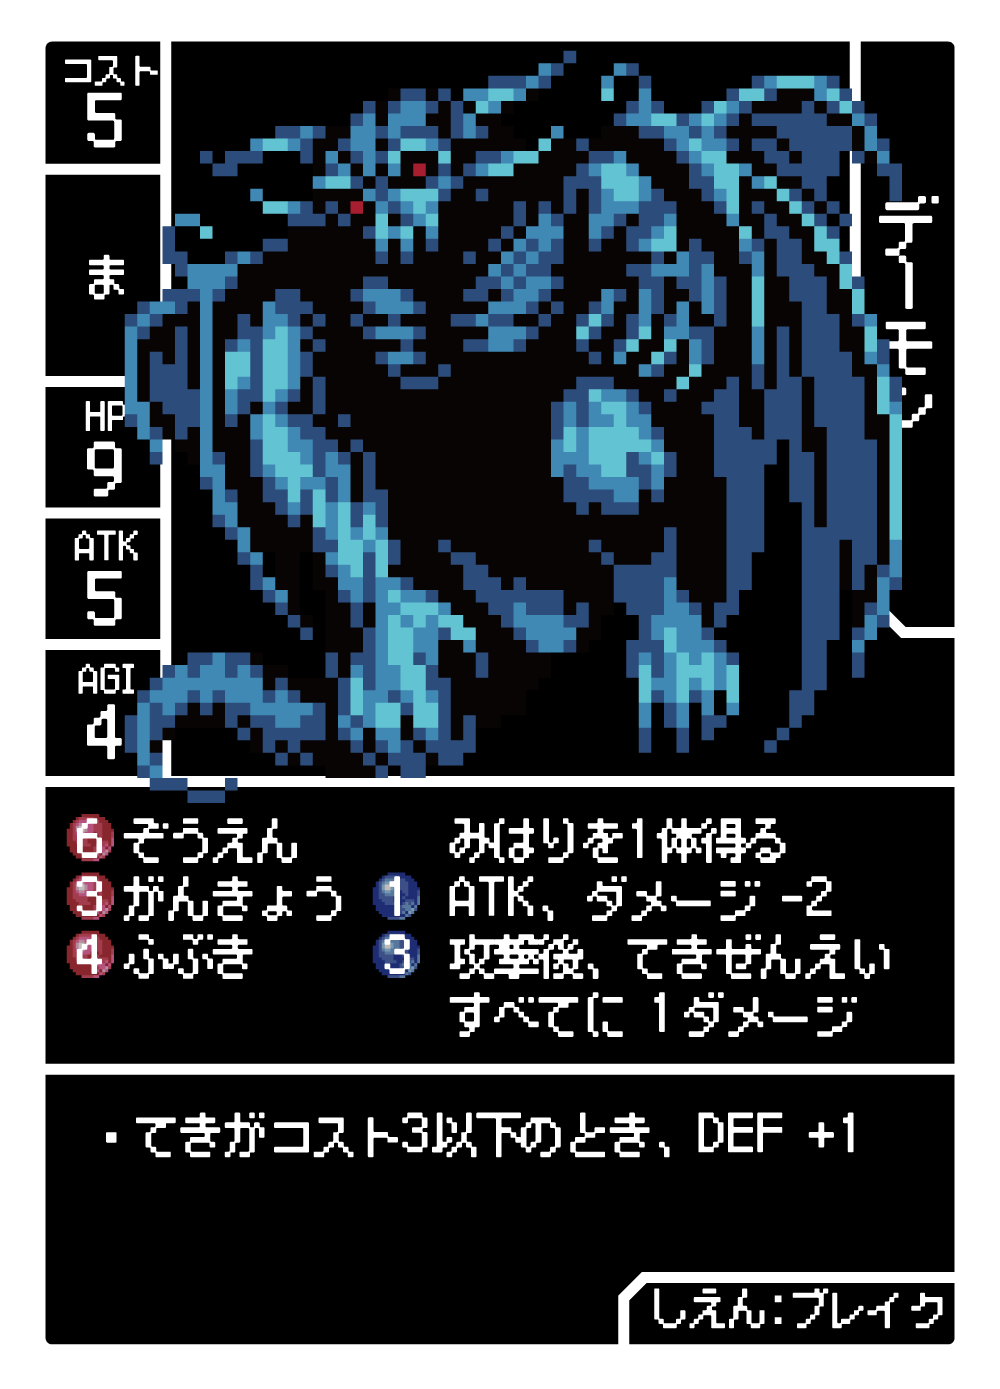 コスト
5
ま
HP
9
ATK
5
AGI
4
ディーモン
6 ぞうえん みはりを1体得る
3 がんきょう 1 ATK、ダメージ -2
4 ふぶき 3 攻撃後、てきぜんえい
すべてに 1ダメージ
・てきがコスト3以下のとき、DEF +1
しえん:ブレイク